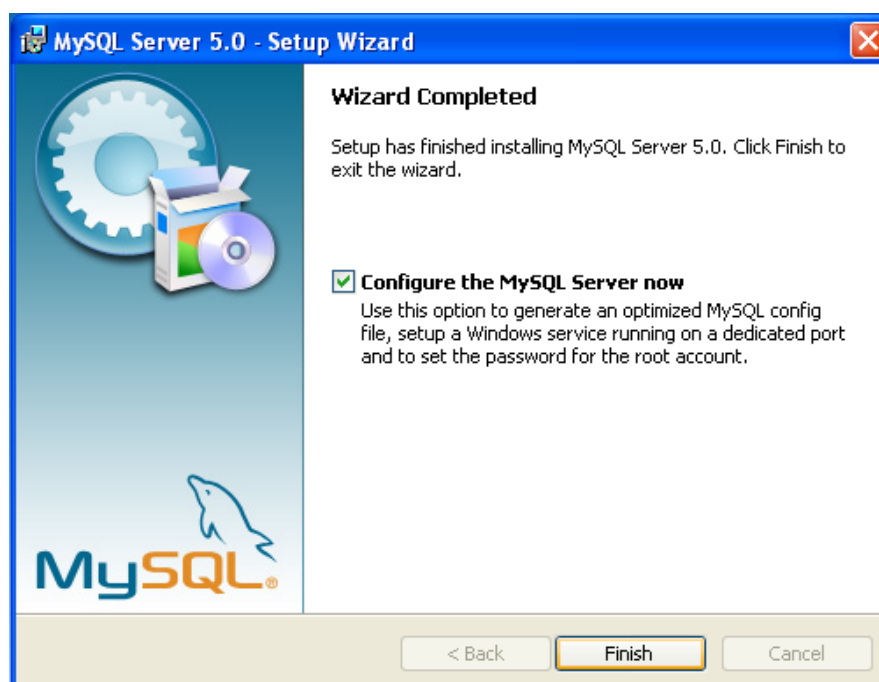 MySQL Server 5.0 - Setup Wizard
Wizard Completed
Setup has finished installing MySQL Server 5.0. Click Finish to
exit the wizard.
Configure the MySQL Server now
Use this option to generate an optimized MySQL config
file, setup a Windows service running on a dedicated port
and to set the password for the root account.
MySQL®
< Back
Finish
Cancel